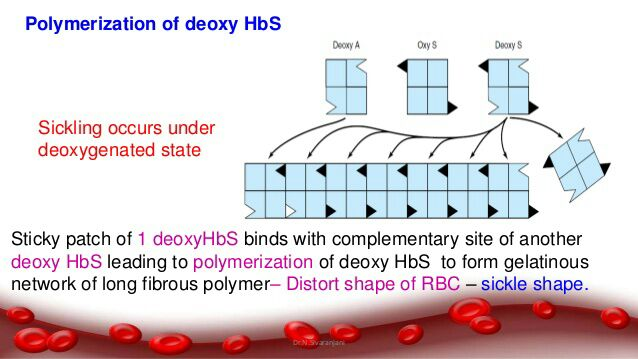 Polymerization of deoxy HbS
Deoxy A
Oxy S
Deoxy S
Sickling occurs under
deoxygenated state
Sticky patch of 1 deoxyHbS binds with complementary site of another
deoxy HbS leading to polymerization of deoxy HbS to form gelatinous
network of long fibrous polymer– Distort shape of RBC – sickle shape.
Dr.N.Sivaranjani